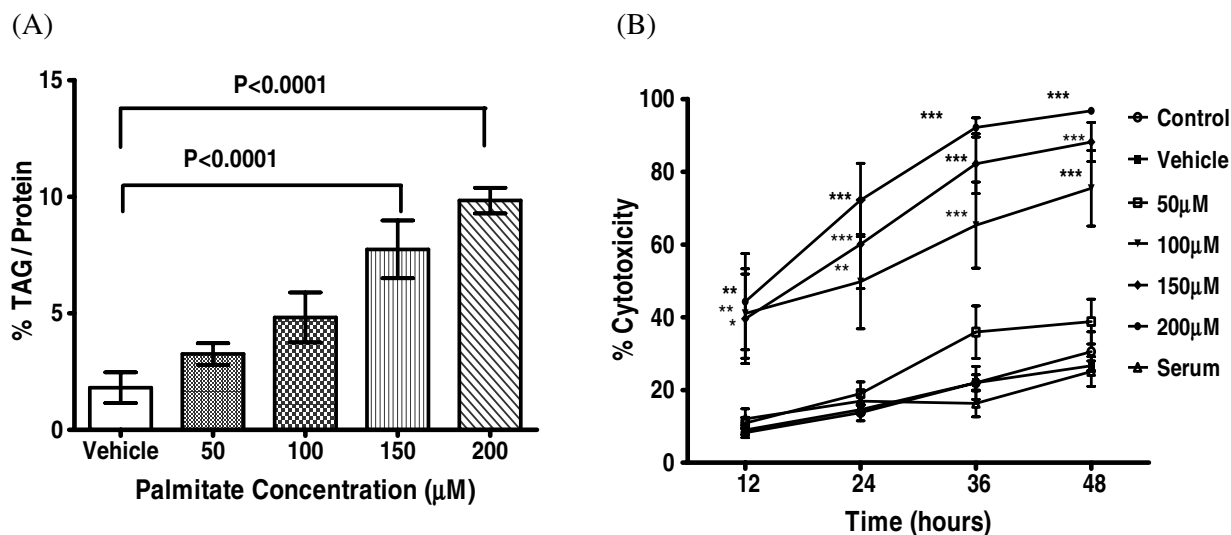 (A)
P<0.0001
P<0.0001
% TAG / Protein
15
10
5
0
Vehicle 50 100 150 200
Palmitate Concentration (μM)
(B)
% Cytotoxicity
100
80
60
40
20
0
*** *** *** ***
*** *** ***
** *** ***
**
**
*
12 24 36 48
Time (hours)
Control
Vehicle
50μM
100μM
150μM
200μM
Serum